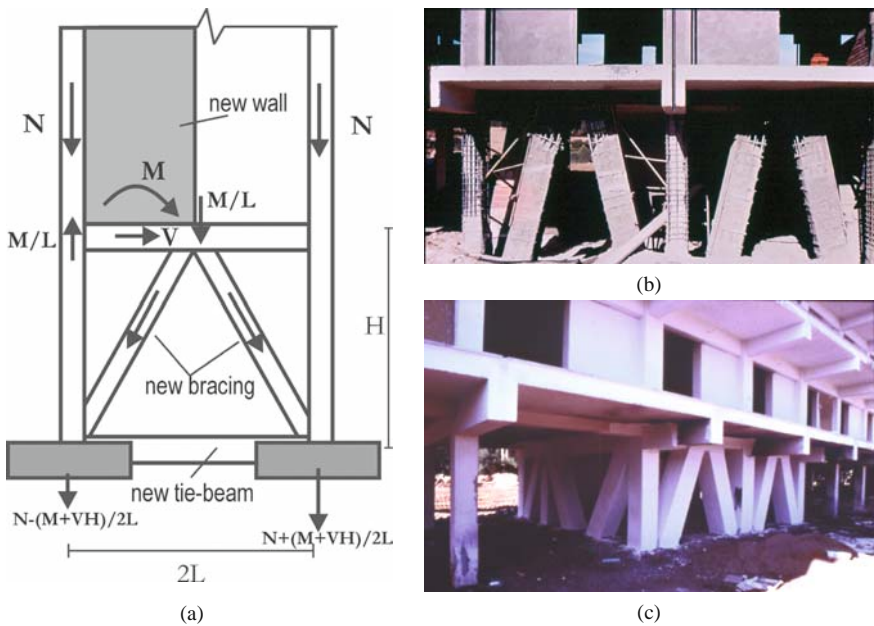 new wall
N
N
M
M/L
M/L
V
H
new bracing
new tie-beam
N-(M+VH)/2L
N+(M+VH)/2L
2L
(a)
(b)
(c)